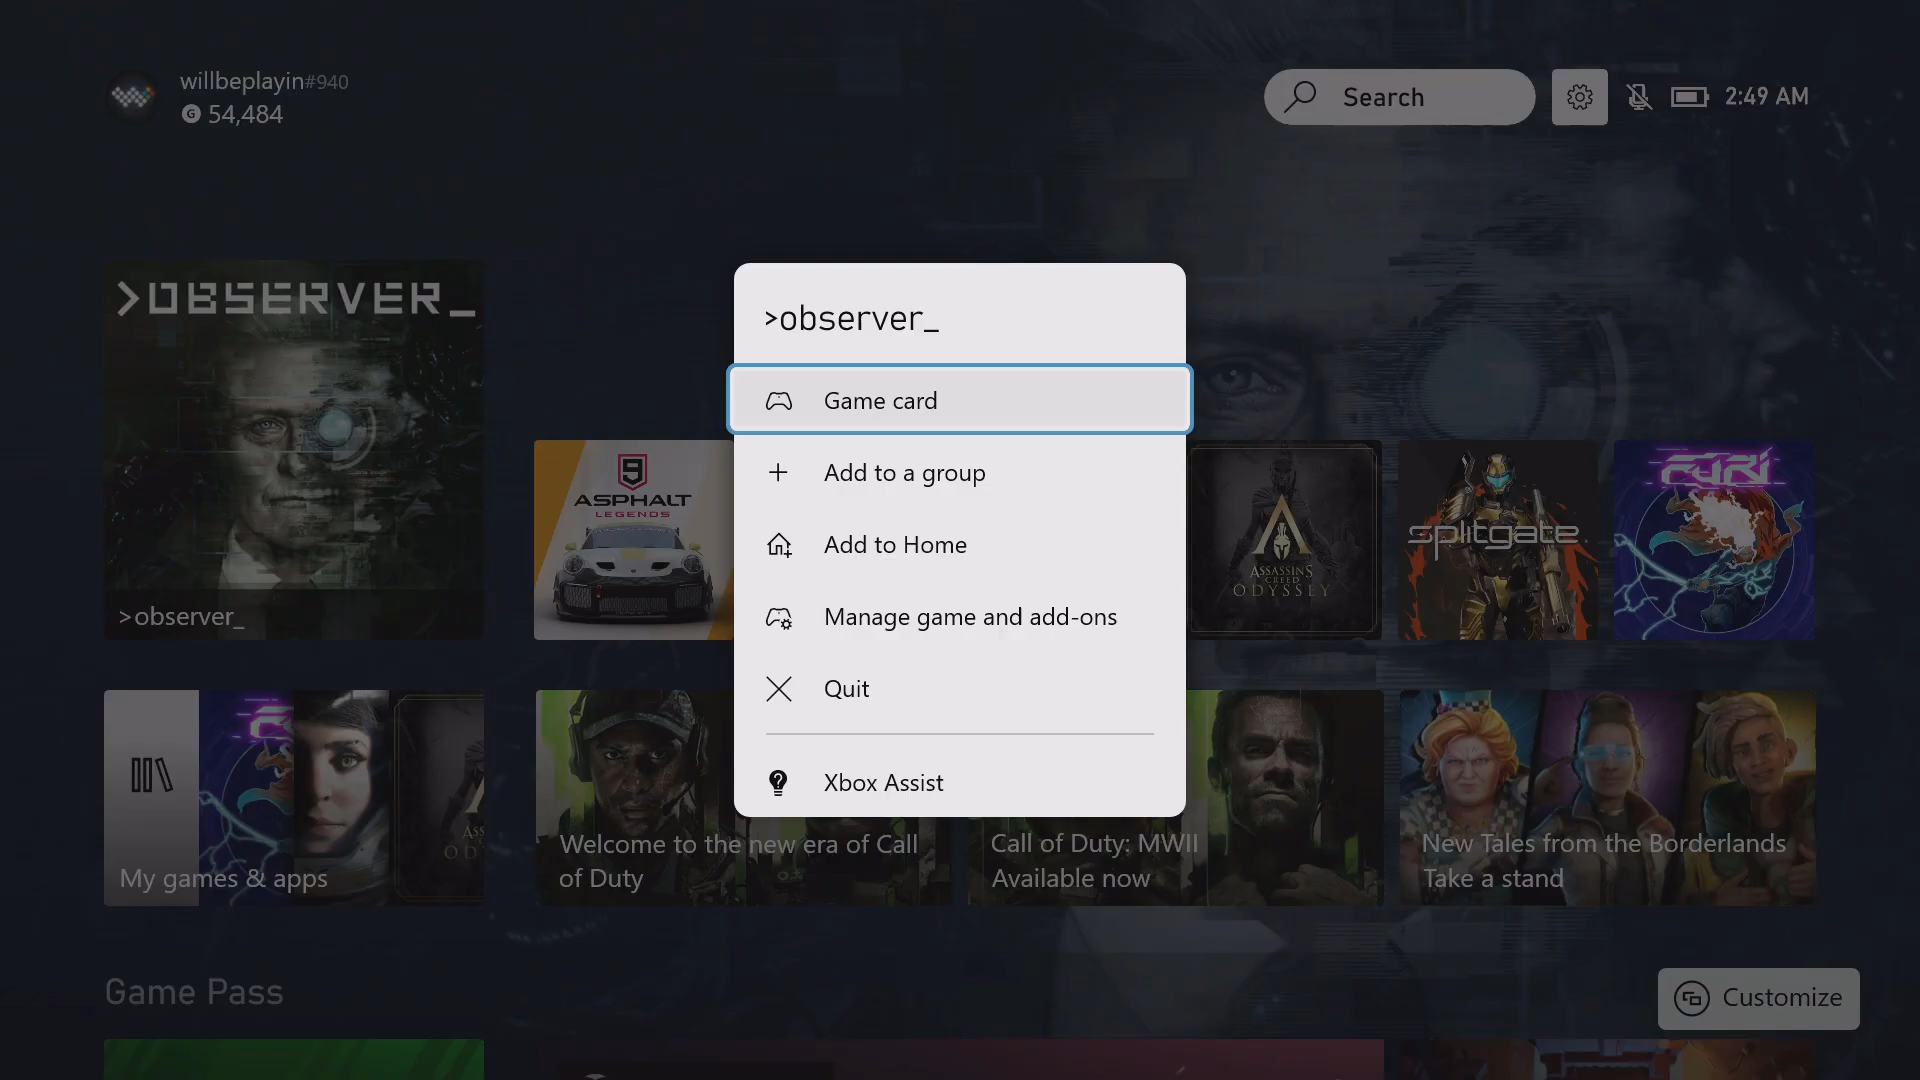 willbeplayin#940
G 54,484
Search
2:49 AM
>OBSERVER_
>observer_
9
ASPHALT
LEGENDS
>observer_
Game card
Add to a group
Add to Home
Manage game and add-ons
Quit
Xbox Assist
ASSASSIN'S
CREED
ODYSSEY
splitgate
FURI
My games & apps
Welcome to the new era of Call
of Duty
Call of Duty: MWII
Available now
New Tales from the Borderlands
Take a stand
Game Pass
Customize